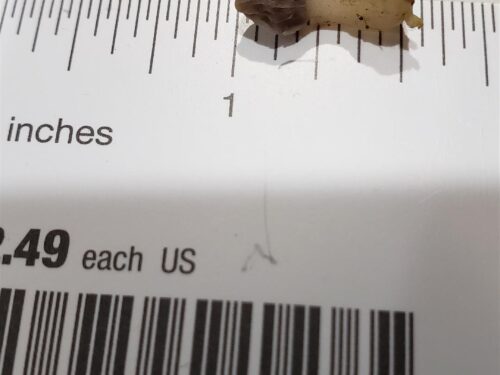 1
inches
.49 each US